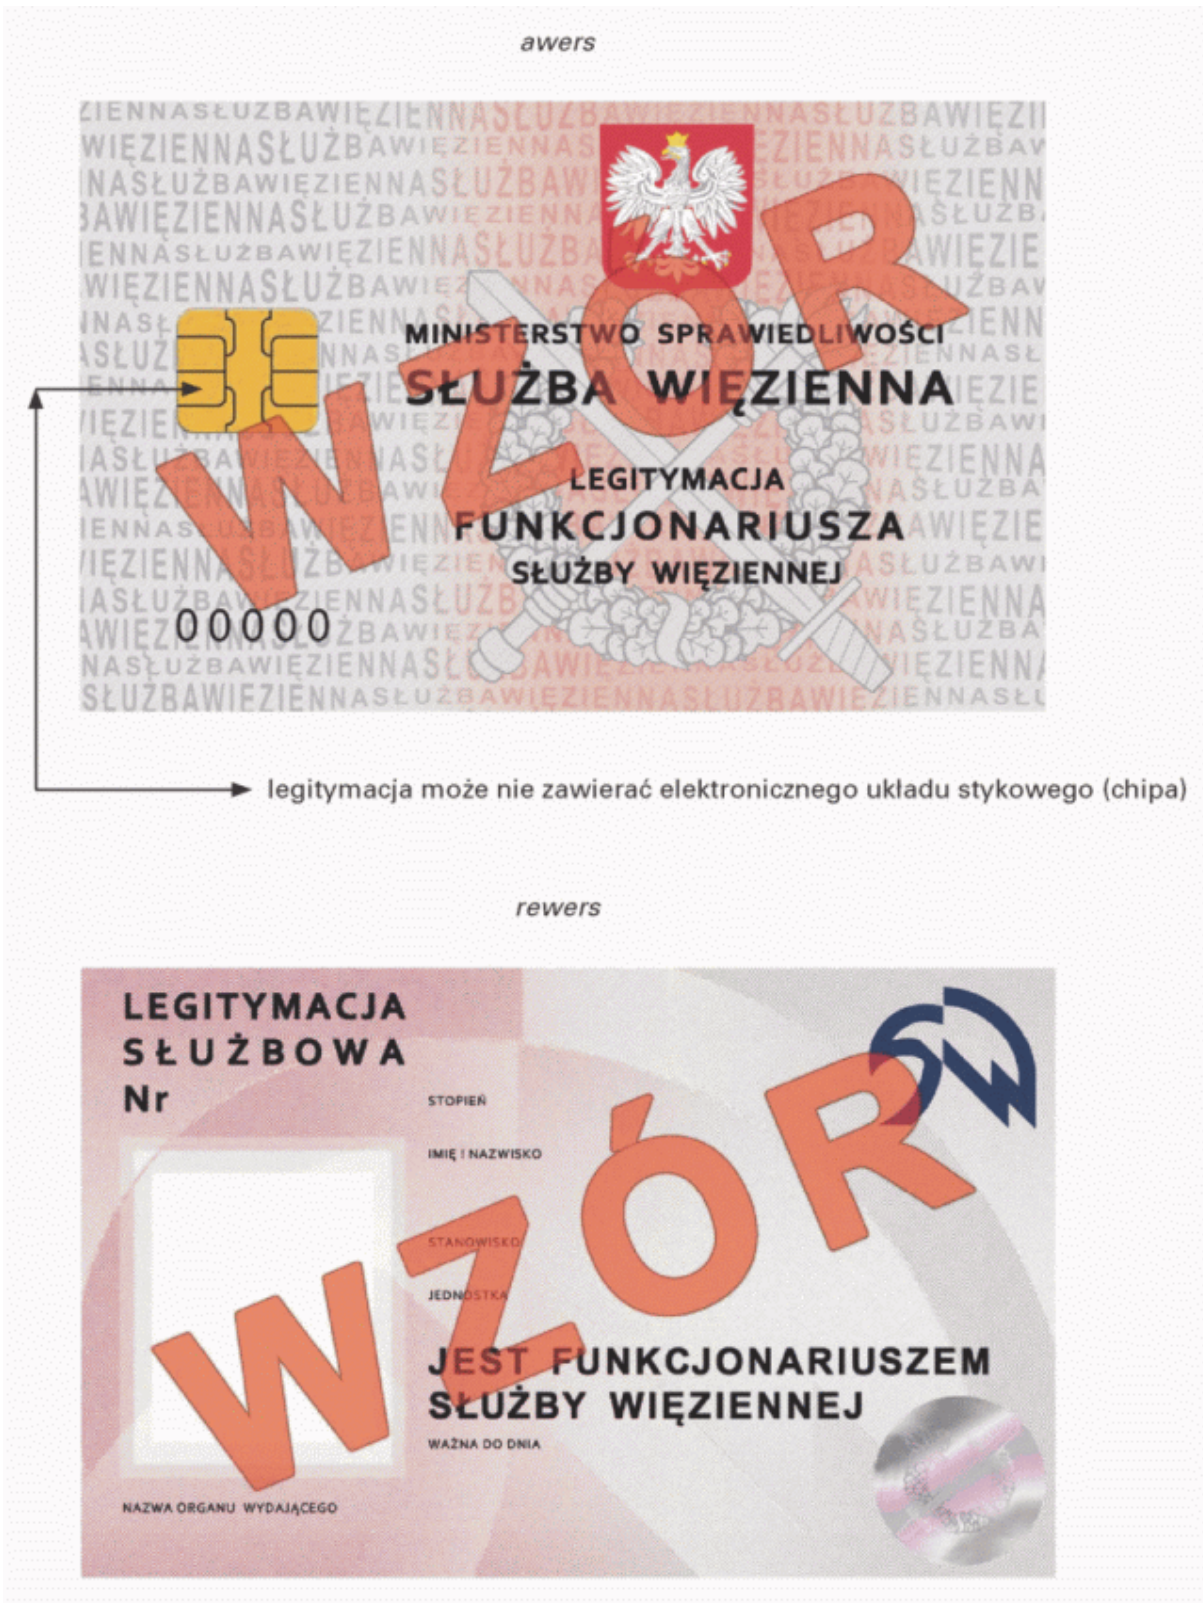 awers
MINISTERSTWO SPRAWIEDLIWOŚCI
SŁUŻBA WIĘZIENNA
LEGITYMACJA
FUNKCJONARIUSZA
SŁUŻBY WIĘZIENNEJ
WZÓR
00000
legitymacja może nie zawierać elektronicznego układu stykowego (chipa)
rewers
LEGITYMACJA
SŁUŻBOWA
Nr
SW
STOPIEŃ
IMIĘ I NAZWISKO
STANOWISKO
JEDNOSTKA
WZÓR
JEST FUNKCJONARIUSZEM
SŁUŻBY WIĘZIENNEJ
WAŻNA DO DNIA
NAZWA ORGANU WYDAJĄCEGO